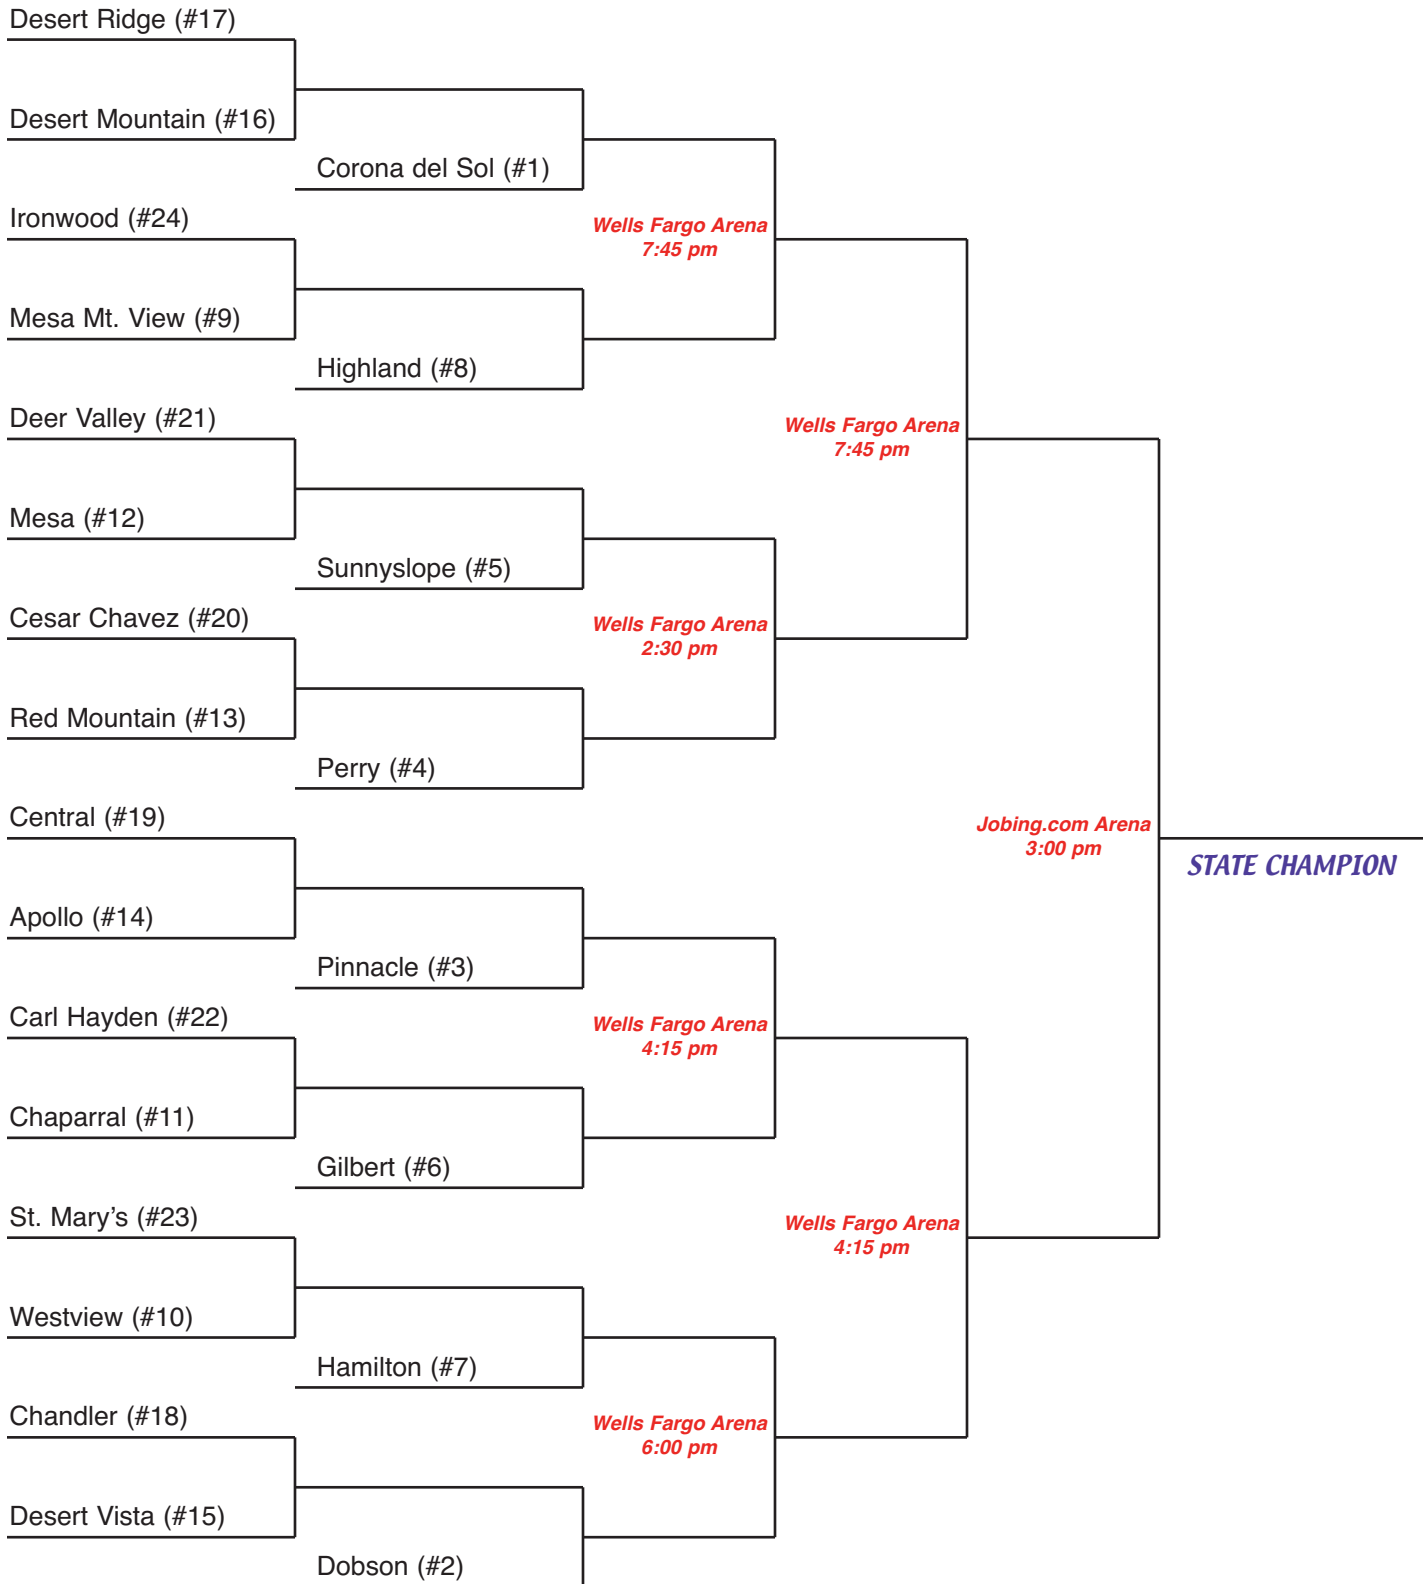 Desert Ridge (#17)
Desert Mountain (#16)
Corona del Sol (#1)
Ironwood (#24)
Wells Fargo Arena
7:45 pm
Mesa Mt. View (#9)
Highland (#8)
Deer Valley (#21)
Wells Fargo Arena
7:45 pm
Mesa (#12)
Sunnyslope (#5)
Cesar Chavez (#20)
Wells Fargo Arena
2:30 pm
Red Mountain (#13)
Perry (#4)
Central (#19)
Jobing.com Arena
3:00 pm
STATE CHAMPION
Apollo (#14)
Pinnacle (#3)
Carl Hayden (#22)
Wells Fargo Arena
4:15 pm
Chaparral (#11)
Gilbert (#6)
St. Mary’s (#23)
Wells Fargo Arena
4:15 pm
Westview (#10)
Hamilton (#7)
Chandler (#18)
Wells Fargo Arena
6:00 pm
Desert Vista (#15)
Dobson (#2)